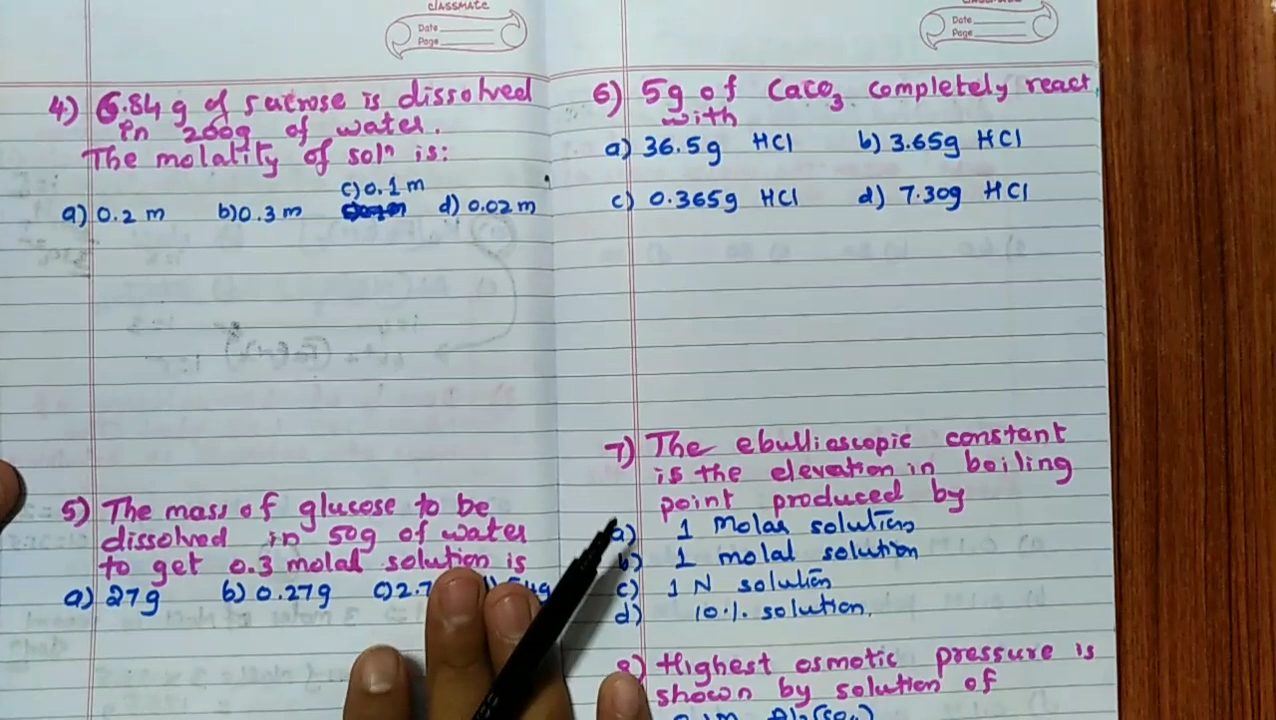 classmate
Date
Page
4) 6.84 g of sucrose is dissolved
in 200g of water.
The molality of solⁿ is:
c) 0.1 m
a) 0.2 m b) 0.3 m d) 0.02 m
5) The mass of glucose to be
dissolved in 50g of water
to get 0.3 molal solution is
a) 27g b) 0.27g c) 2.7
Date
Page
6) 5g of CaCO3 completely react
with
a) 36.5g HCl b) 3.65g HCl
c) 0.365g HCl d) 7.30g HCl
7) The ebullioscopic constant
is the elevation in boiling
point produced by
a) 1 molar solution
b) 1 molal solution
c) 1 N solution
d) 10% solution.
8) Highest osmotic pressure is
shown by solution of